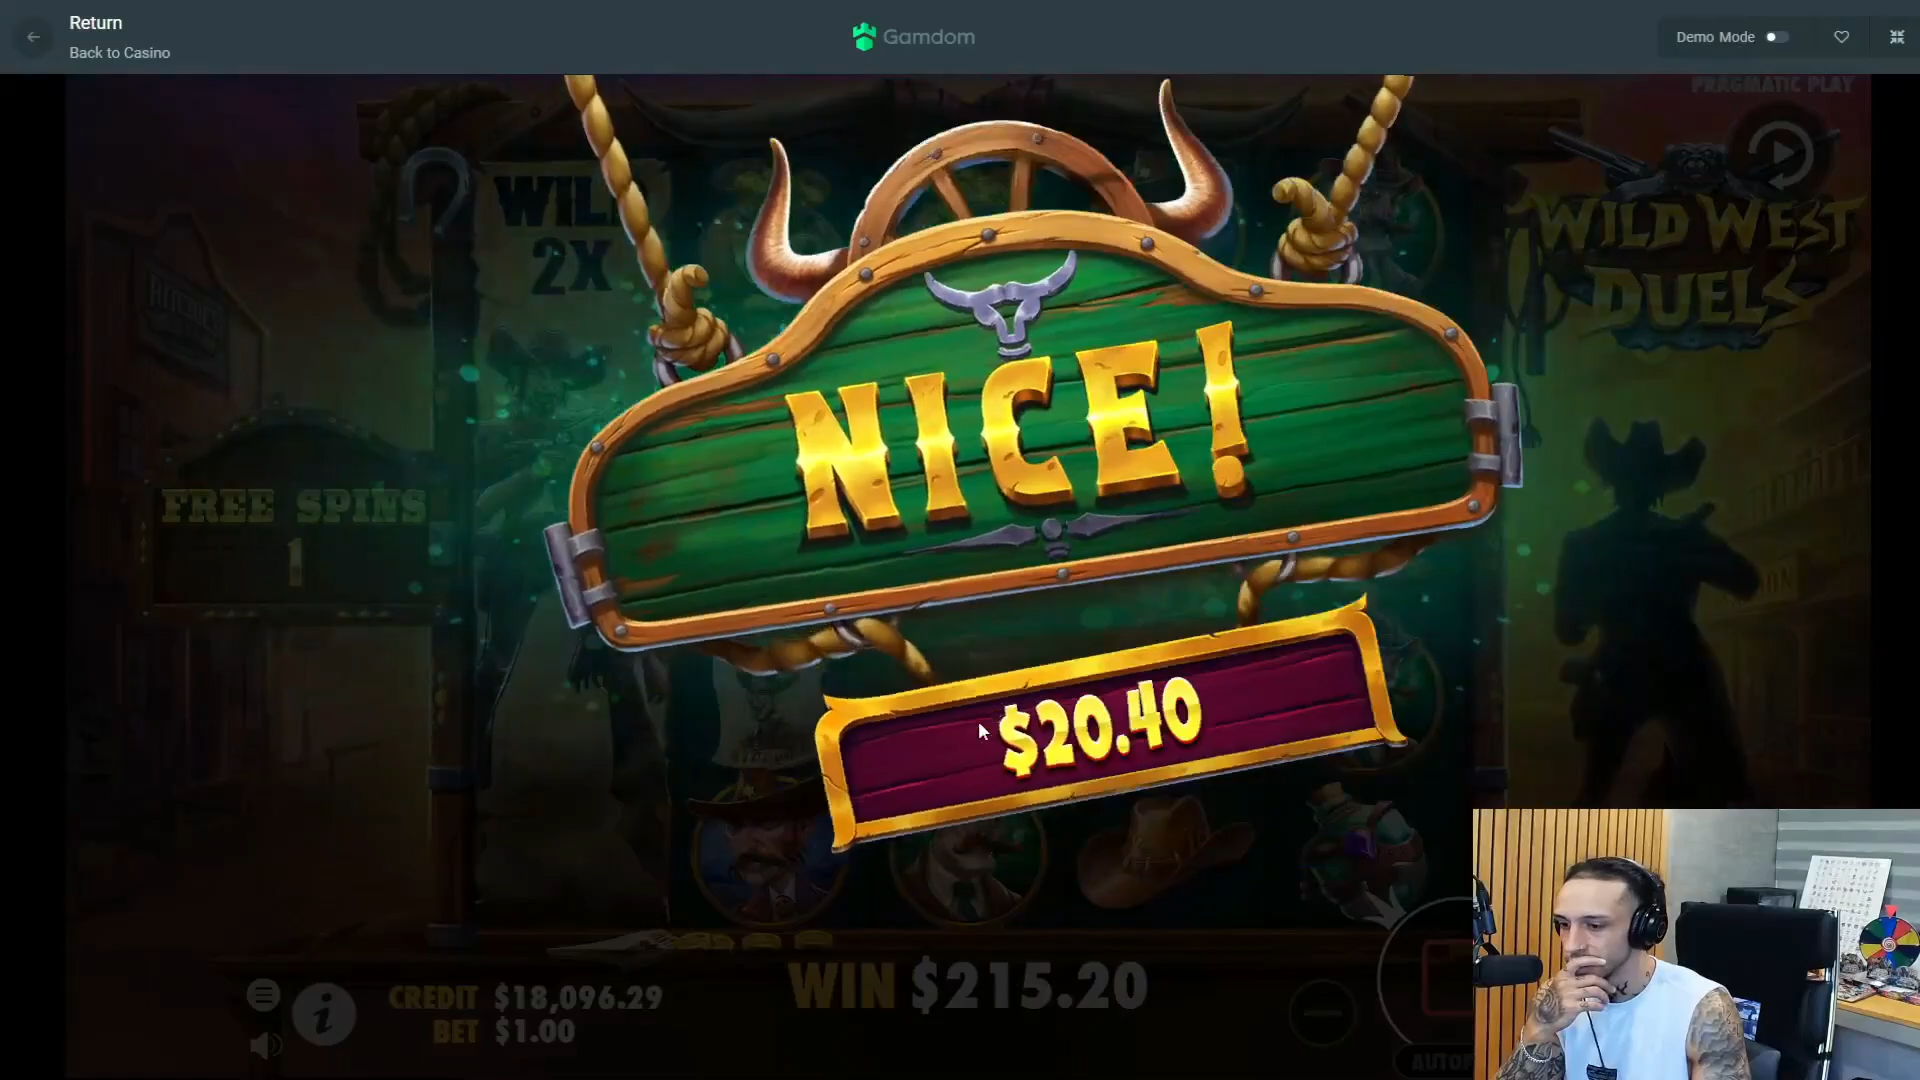 Return
Back to Casino
Gamdom
Demo Mode
PRAGMATIC PLAY
WILD
2X
WILD WEST
DUELS
NICE!
FREE SPINS
1
$20.40
CREDIT $18,096.29
BET $1.00
WIN $215.20